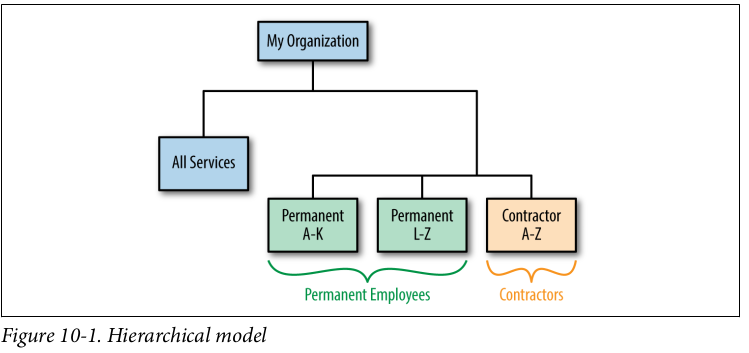 My Organization
All Services
Permanent
A-K
Permanent
L-Z
Contractor
A-Z
Permanent Employees
Contractors
Figure 10-1. Hierarchical model